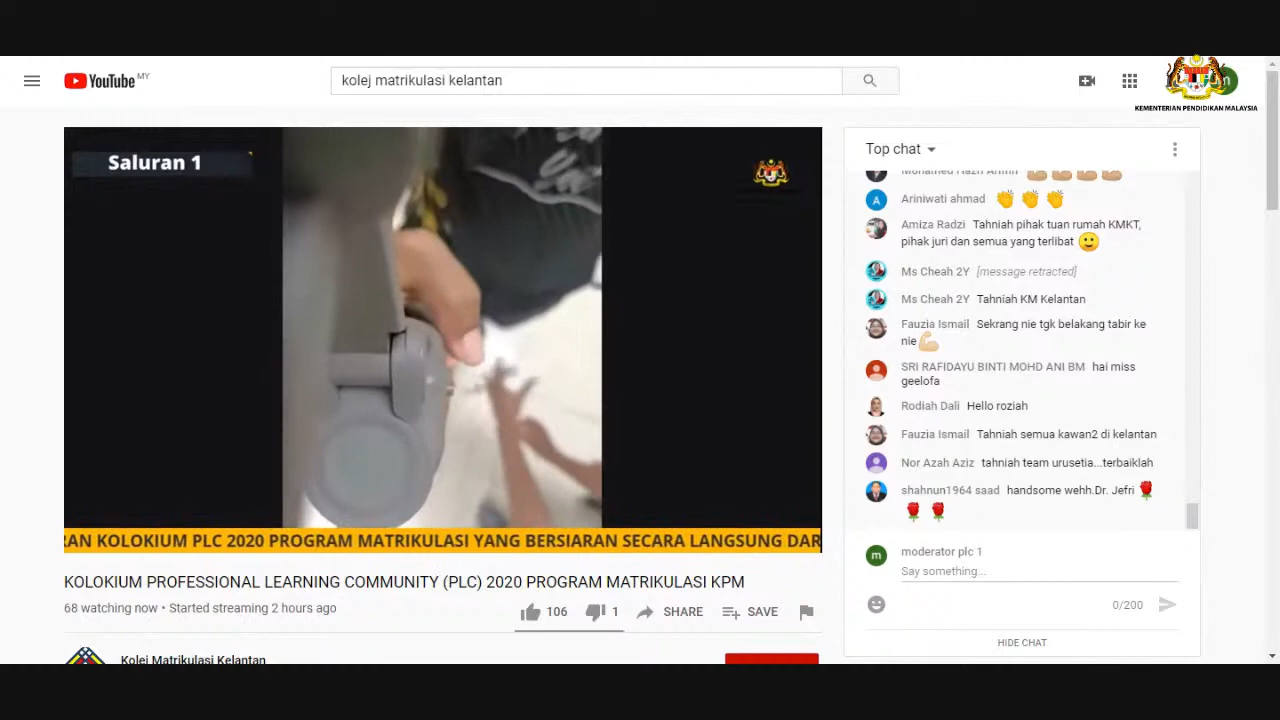 YouTube MY
kolej matrikulasi kelantan
KEMENTERIAN PENDIDIKAN MALAYSIA
Saluran 1
RAN KOLOKIUM PLC 2020 PROGRAM MATRIKULASI YANG BERSIARAN SECARA LANGSUNG DAR
KOLOKIUM PROFESSIONAL LEARNING COMMUNITY (PLC) 2020 PROGRAM MATRIKULASI KPM
68 watching now • Started streaming 2 hours ago
106
1
SHARE
SAVE
Kolej Matrikulasi Kelantan
Top chat
Ariniwati ahmad
Amiza Radzi Tahniah pihak tuan rumah KMKT,
pihak juri dan semua yang terlibat
Ms Cheah 2Y [message retracted]
Ms Cheah 2Y Tahniah KM Kelantan
Fauzia Ismail Sekrang nie tgk belakang tabir ke
nie
SRI RAFIDAYU BINTI MOHD ANI BM hai miss
geelofa
Rodiah Dali Hello roziah
Fauzia Ismail Tahniah semua kawan2 di kelantan
Nor Azah Aziz tahniah team urusetia...terbaiklah
shahnun1964 saad handsome wehh.Dr. Jefri
moderator plc 1
Say something...
0/200
HIDE CHAT